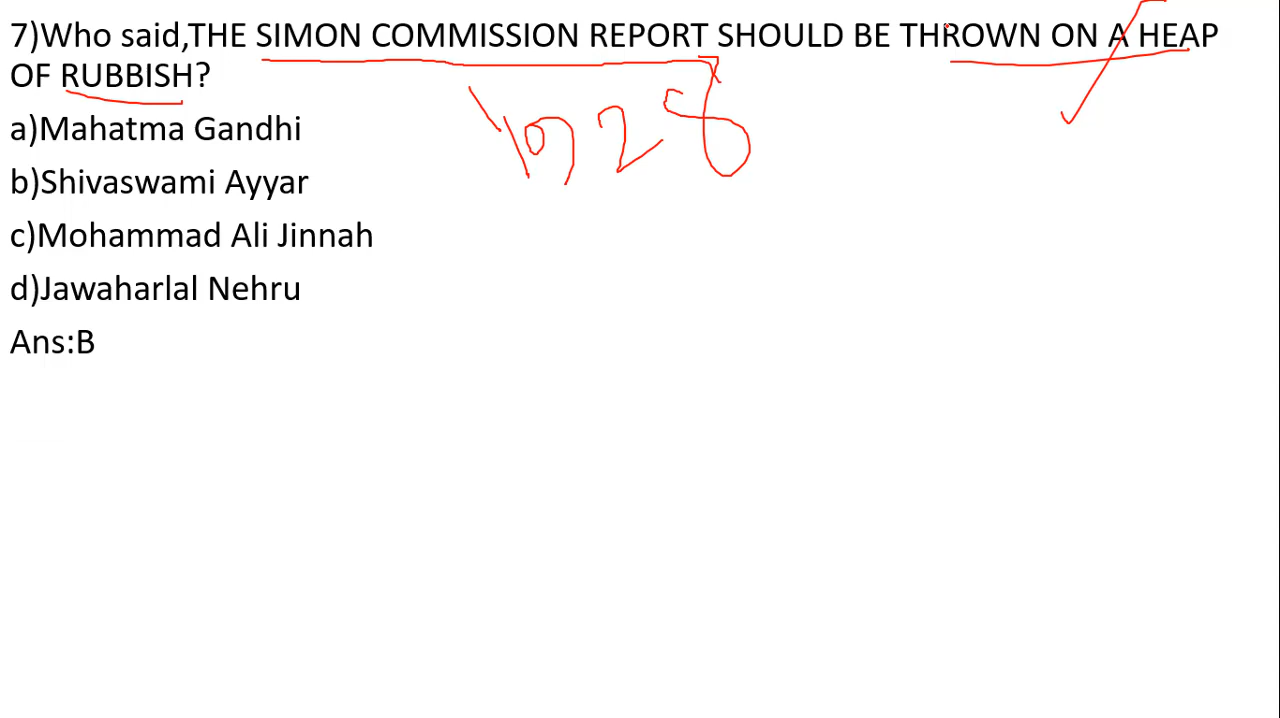 7)Who said,THE SIMON COMMISSION REPORT SHOULD BE THROWN ON A HEAP
OF RUBBISH?
1928
a)Mahatma Gandhi
b)Shivaswami Ayyar
c)Mohammad Ali Jinnah
d)Jawaharlal Nehru
Ans:B